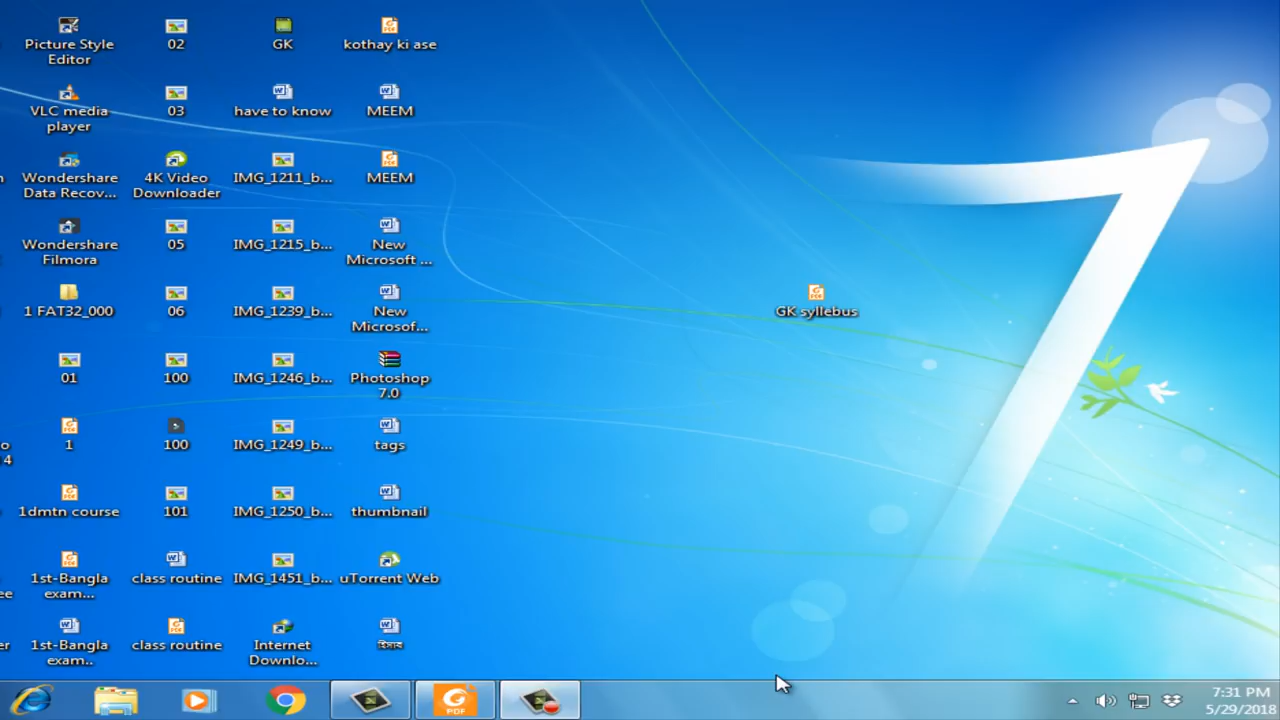 Picture Style
Editor
02
GK
kothay ki ase
VLC media
player
03
have to know
MEEM
Wondershare
Data Recov...
4K Video
Downloader
IMG_1211_b...
MEEM
Wondershare
Filmora
05
IMG_1215_b...
New
Microsoft ...
1 FAT32_000
06
IMG_1239_b...
New
Microsof...
01
100
IMG_1246_b...
Photoshop
7.0
1
100
IMG_1249_b...
tags
1dmtn course
101
IMG_1250_b...
thumbnail
1st-Bangla
exam...
class routine
IMG_1451_b...
uTorrent Web
1st-Bangla
exam..
class routine
Internet
Downlo...
হিসাব
GK syllebus
PDF
7:31 PM
5/29/2018